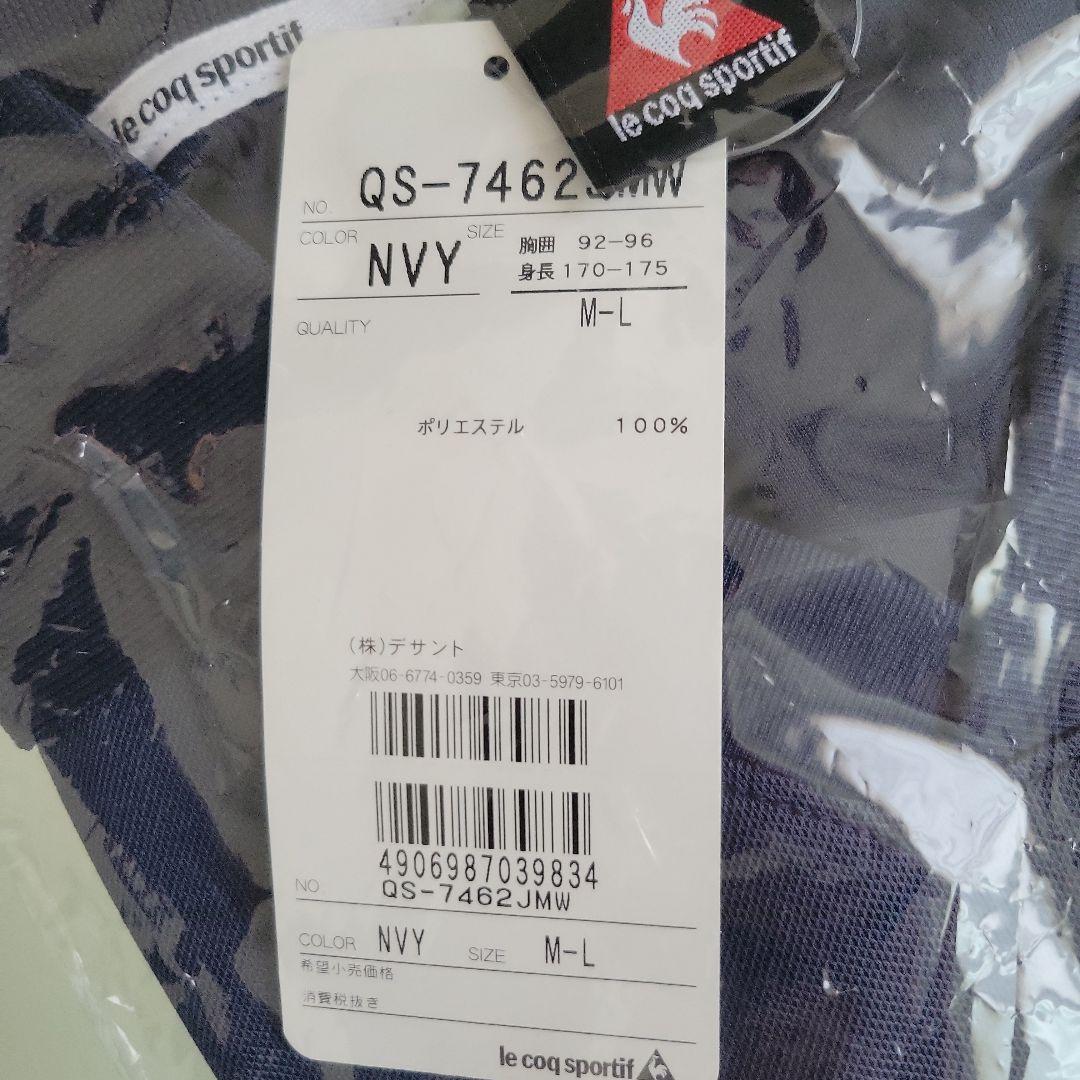 le coq sportif
le coq sportif
NO. QS-7462JMW
COLOR NVY SIZE 胸囲 92-96
身長 170-175
M-L
QUALITY
ポリエステル 100%
(株)デサント
大阪06-6774-0359 東京03-5979-6101
4906987039834
NO. QS-7462JMW
COLOR NVY SIZE M-L
希望小売価格
消費税抜き
le coq sportif